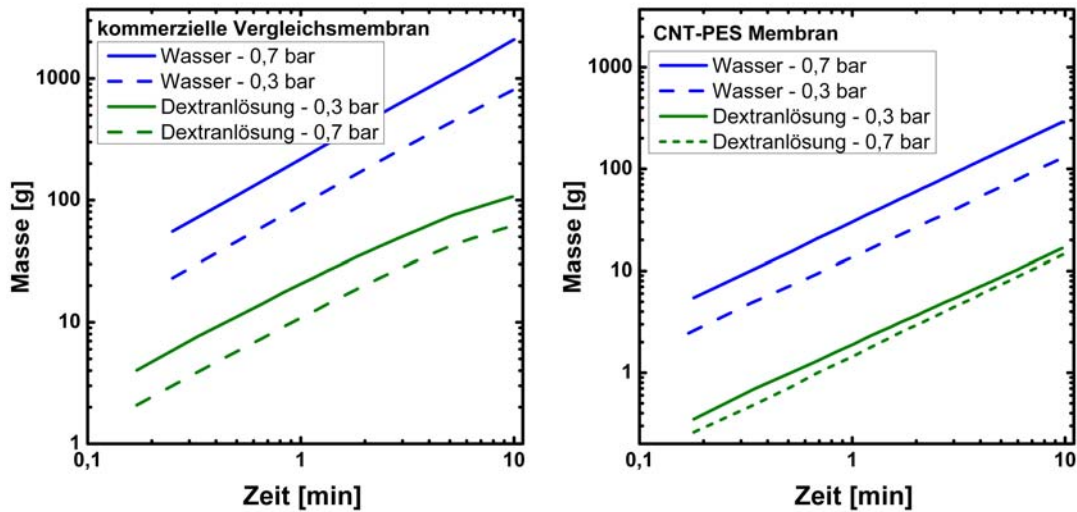 kommerzielle Vergleichsmembran
Wasser - 0,7 bar
Wasser - 0,3 bar
Dextranlösung - 0,3 bar
Dextranlösung - 0,7 bar
1000
100
10
1
Masse [g]
0,1
1
10
Zeit [min]
CNT-PES Membran
Wasser - 0,7 bar
Wasser - 0,3 bar
Dextranlösung - 0,3 bar
Dextranlösung - 0,7 bar
1000
100
10
1
Masse [g]
0,1
1
10
Zeit [min]